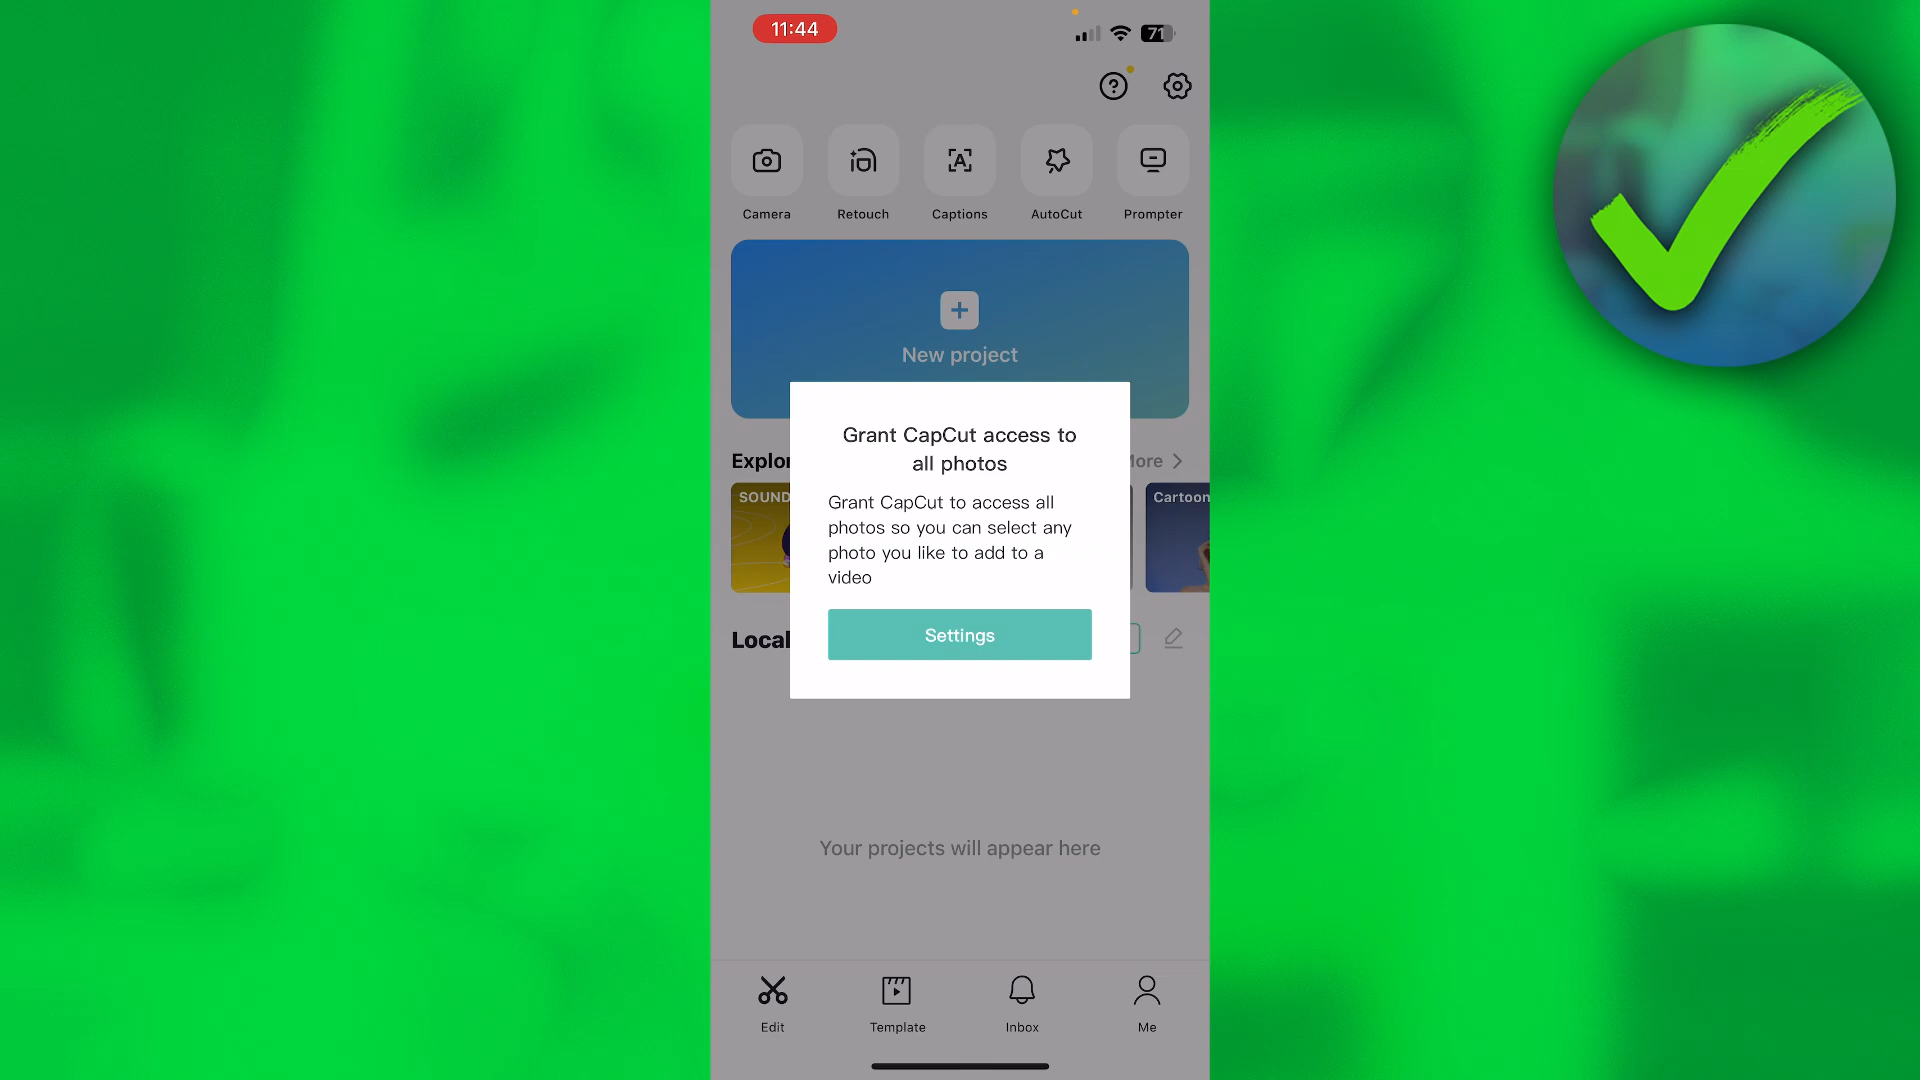 11:44
71
Camera
Retouch
Captions
AutoCut
Prompter
New project
Grant CapCut access to
all photos
Grant CapCut to access all
photos so you can select any
photo you like to add to a
video
Settings
Explor
More
SOUND
Cartoon
Local
Your projects will appear here
Edit
Template
Inbox
Me